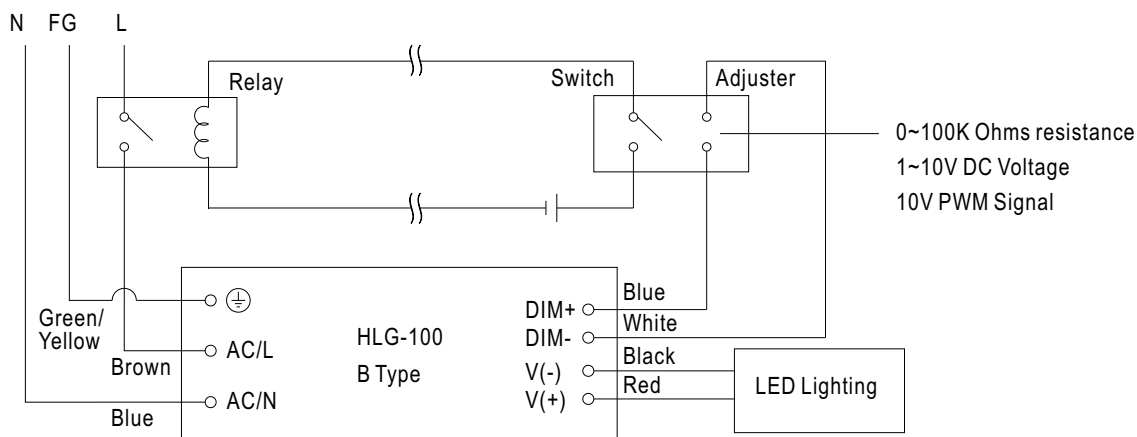 N FG L
Relay
Switch
Adjuster
0~100K Ohms resistance
1~10V DC Voltage
10V PWM Signal
Green/
Yellow
Brown
Blue
AC/L
AC/N
HLG-100
B Type
DIM+
DIM-
V(-)
V(+)
Blue
White
Black
Red
LED Lighting